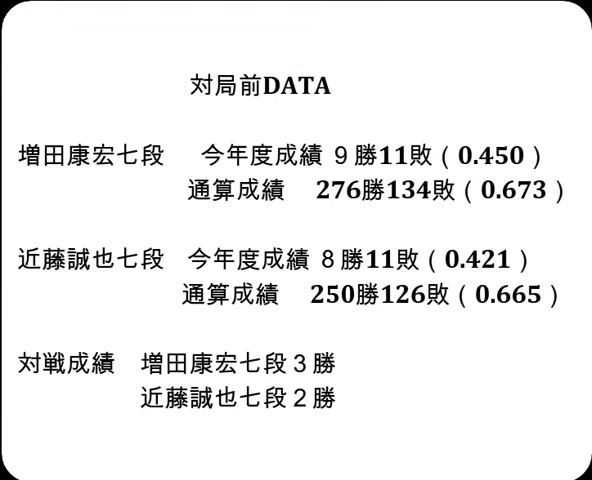 対局前DATA
増田康宏七段 今年度成績 9勝11敗(0.450)
通算成績 276勝134敗(0.673)
近藤誠也七段 今年度成績 8勝11敗(0.421)
通算成績 250勝126敗(0.665)
対戦成績 増田康宏七段3勝
近藤誠也七段2勝